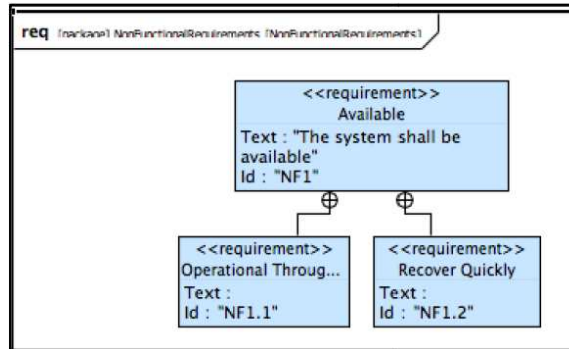 req [package] NonFunctionalRequirements [NonFunctionalRequirements]
<<requirement>>
Available
Text : "The system shall be
available"
Id : "NF1"
<<requirement>>
Operational Throug...
Text :
Id : "NF1.1"
<<requirement>>
Recover Quickly
Text :
Id : "NF1.2"